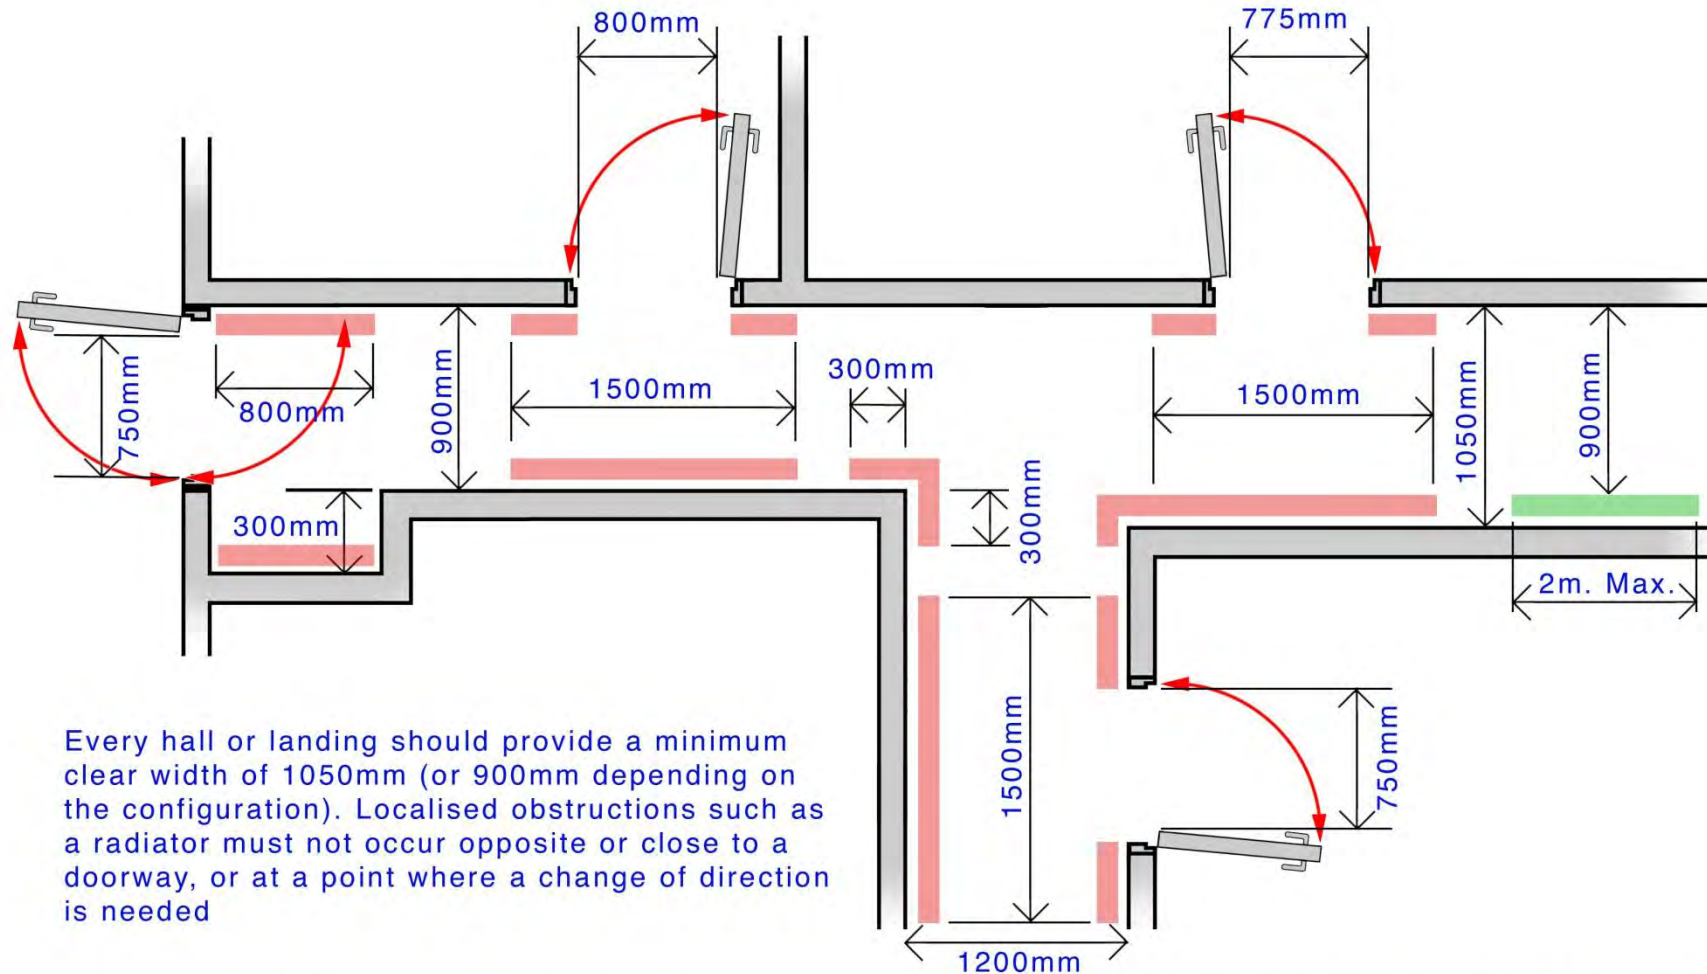 800mm
775mm
750mm
800mm
900mm
1500mm
300mm
1500mm
1050mm
900mm
300mm
300mm
2m. Max.
1500mm
750mm
1200mm
Every hall or landing should provide a minimum
clear width of 1050mm (or 900mm depending on
the configuration). Localised obstructions such as
a radiator must not occur opposite or close to a
doorway, or at a point where a change of direction
is needed